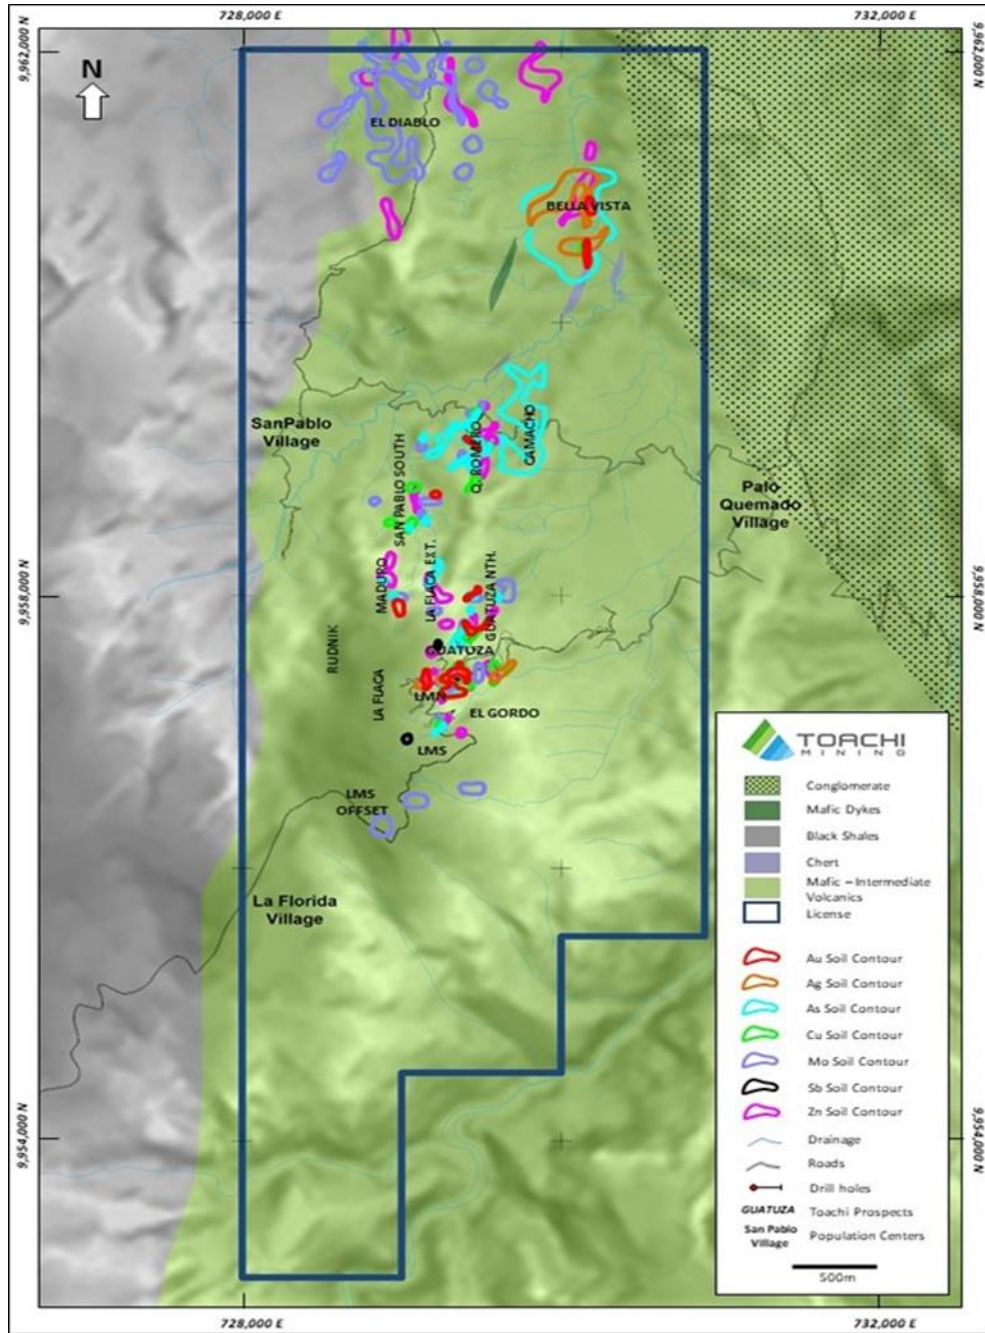 728,000 E
732,000 E
9,962,000 N
9,962,000 N
N
EL DIABLO
BELLA VISTA
SanPablo
Village
CAMACHO
Q. ROMERO
SAN PABLO SOUTH
Palo
Quemado
Village
MADURO
LA FLACA EXT.
GUATUZA NTH.
9,958,000 N
9,958,000 N
RUDNIK
GUATUZA
LA FLACA
LMN
EL GORDO
LMS
LMS
OFFSET
La Florida
Village
TOACHI
MINING
Conglomerate
Mafic Dykes
Black Shales
Chert
Mafic – Intermediate
Volcanics
License
Au Soil Contour
Ag Soil Contour
As Soil Contour
Cu Soil Contour
Mo Soil Contour
Sb Soil Contour
Zn Soil Contour
Drainage
Roads
Drill holes
GUATUZA Toachi Prospects
San Pablo
Village Population Centers
500m
9,954,000 N
9,954,000 N
728,000 E
732,000 E